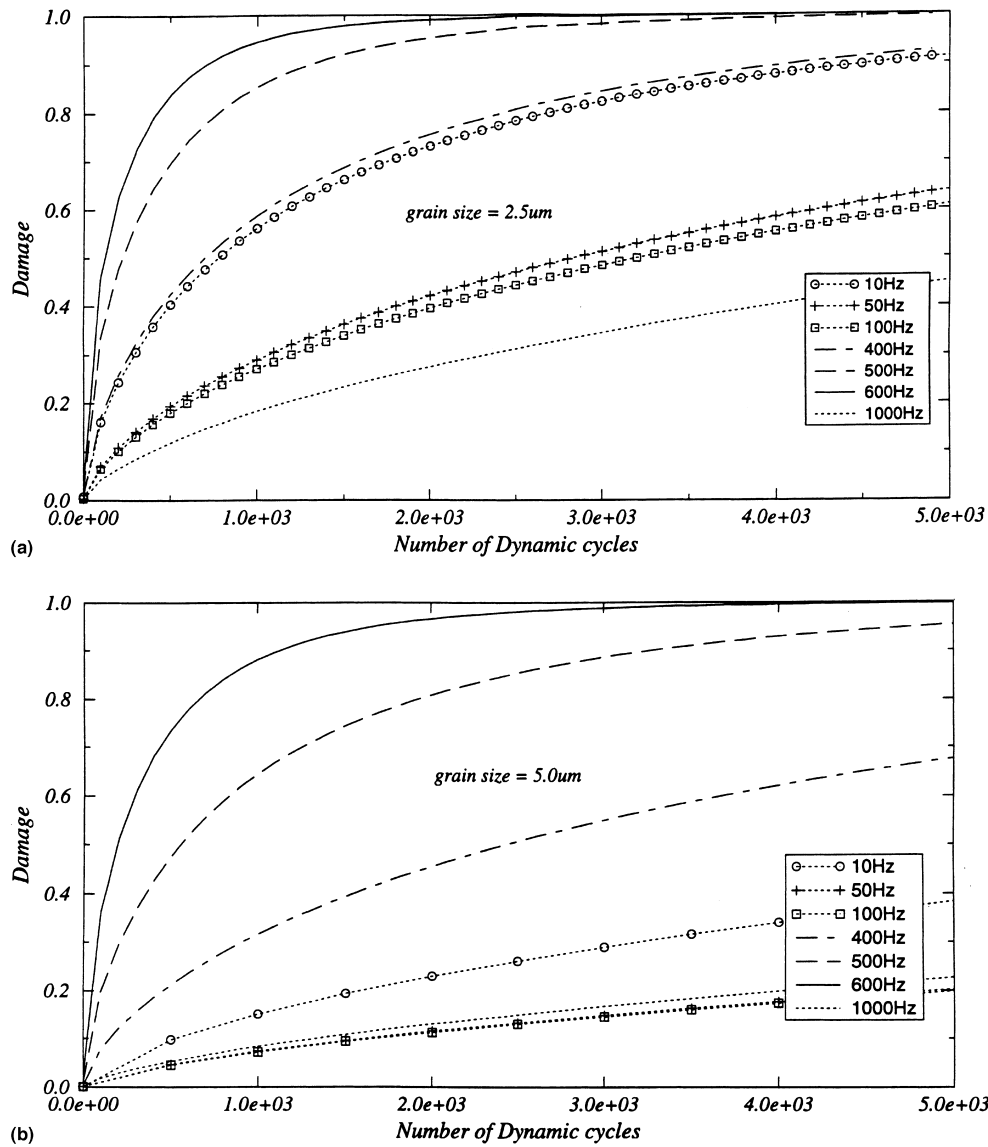 1.0
0.8
0.6
0.4
0.2
0.0
Damage
grain size = 2.5um
10Hz
50Hz
100Hz
400Hz
500Hz
600Hz
1000Hz
0.0e+00
1.0e+03
2.0e+03
3.0e+03
4.0e+03
5.0e+03
Number of Dynamic cycles
(a)
1.0
0.8
0.6
0.4
0.2
0.0
Damage
grain size = 5.0um
10Hz
50Hz
100Hz
400Hz
500Hz
600Hz
1000Hz
0.0e+00
1.0e+03
2.0e+03
3.0e+03
4.0e+03
5.0e+03
Number of Dynamic cycles
(b)